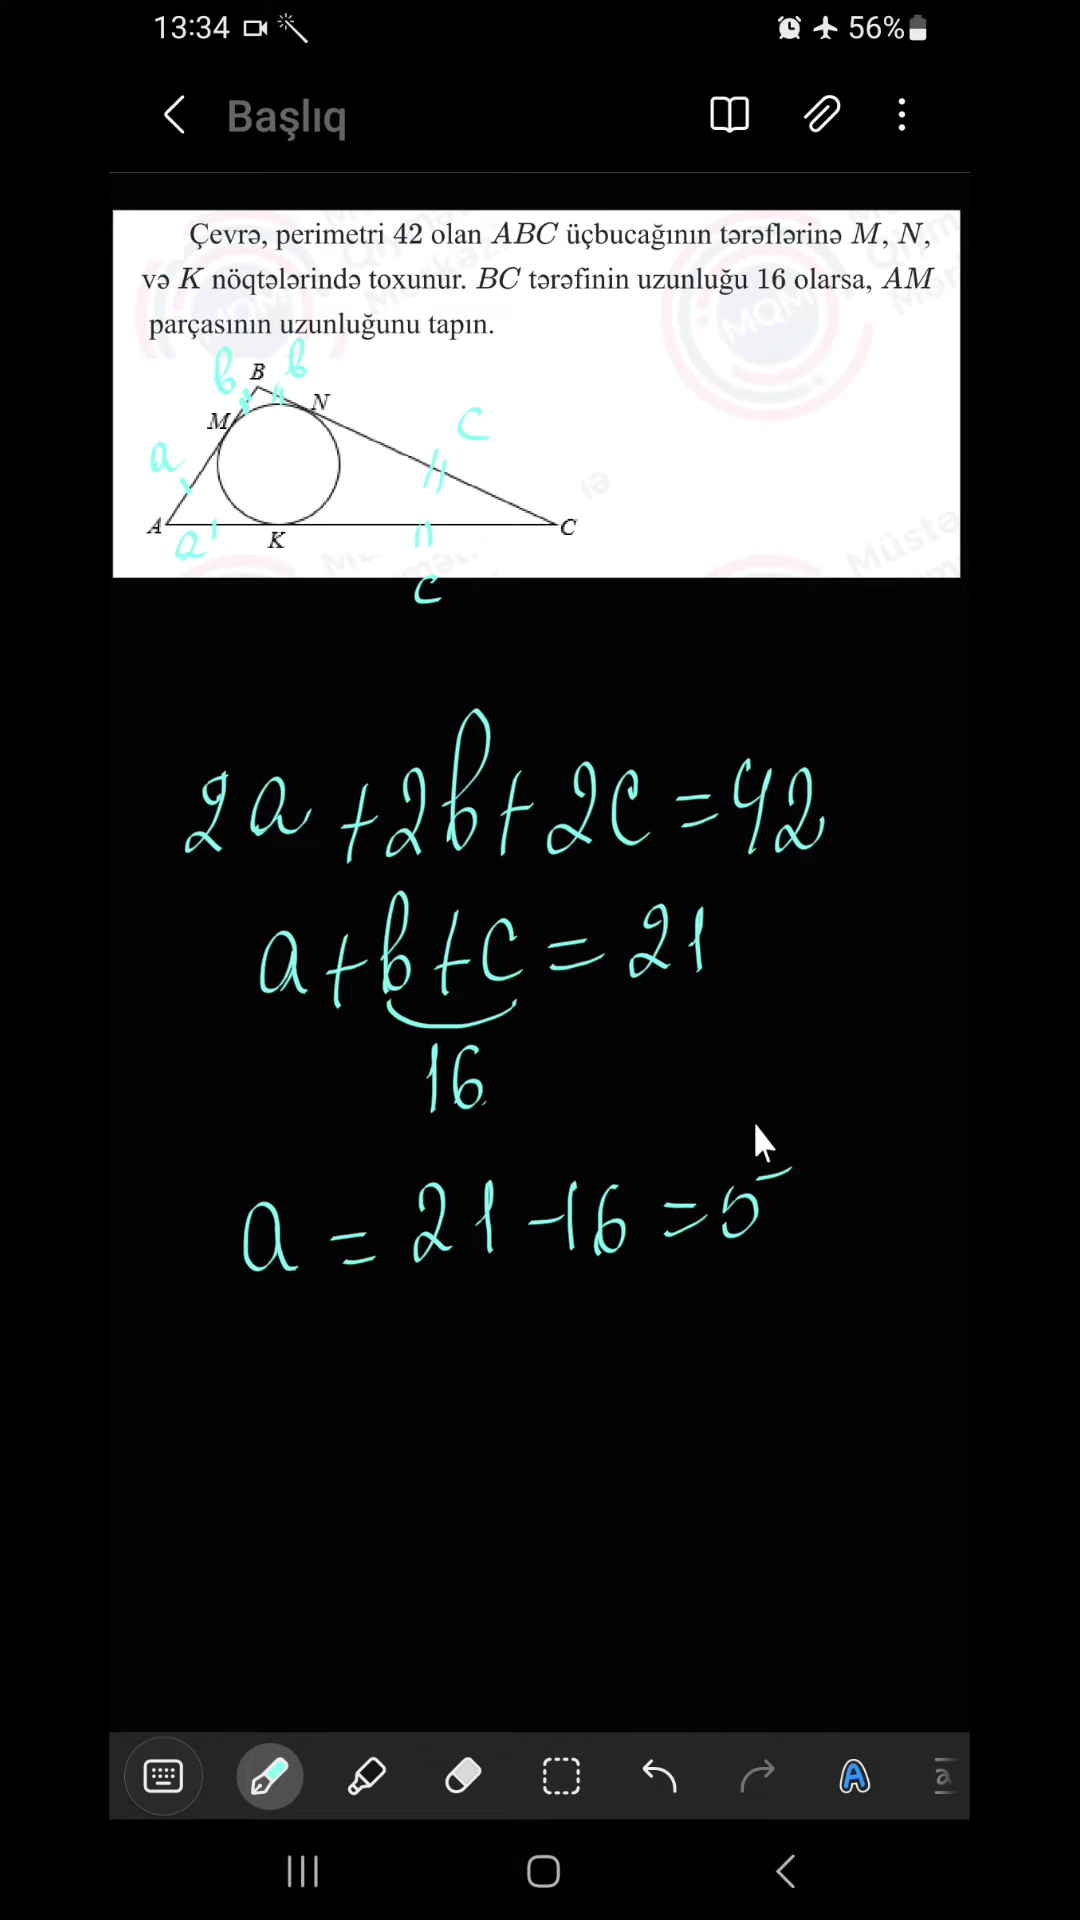 13:34 56%
Başlıq
Çevrə, perimetri 42 olan ABC üçbucağının tərəflərinə M, N,
və K nöqtələrində toxunur. BC tərəfinin uzunluğu 16 olarsa, AM
parçasının uzunluğunu tapın.
b B b
M N
a c
A C
a K
c
MQM
2a + 2b + 2c = 42
a + b + c = 21
16
a = 21 - 16 = 5
A a